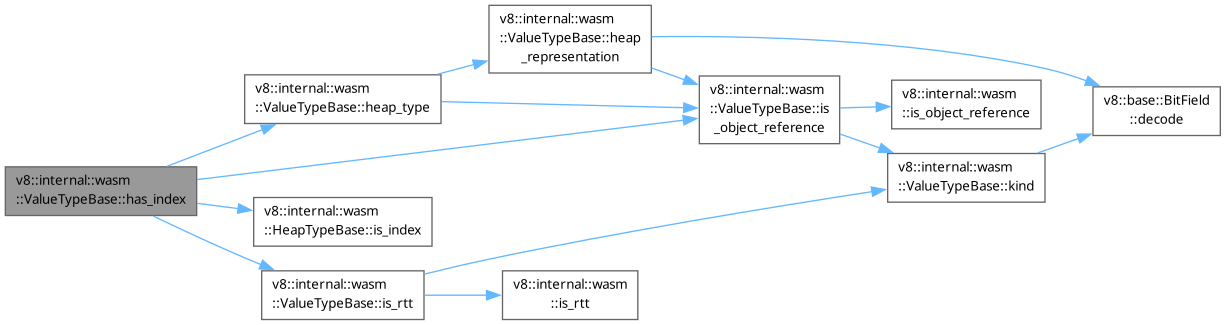 v8::internal::wasm
::ValueTypeBase::has_index
v8::internal::wasm
::ValueTypeBase::heap_type
v8::internal::wasm
::ValueTypeBase::heap
_representation
v8::internal::wasm
::ValueTypeBase::is
_object_reference
v8::internal::wasm
::is_object_reference
v8::internal::wasm
::ValueTypeBase::kind
v8::base::BitField
::decode
v8::internal::wasm
::HeapTypeBase::is_index
v8::internal::wasm
::ValueTypeBase::is_rtt
v8::internal::wasm
::is_rtt